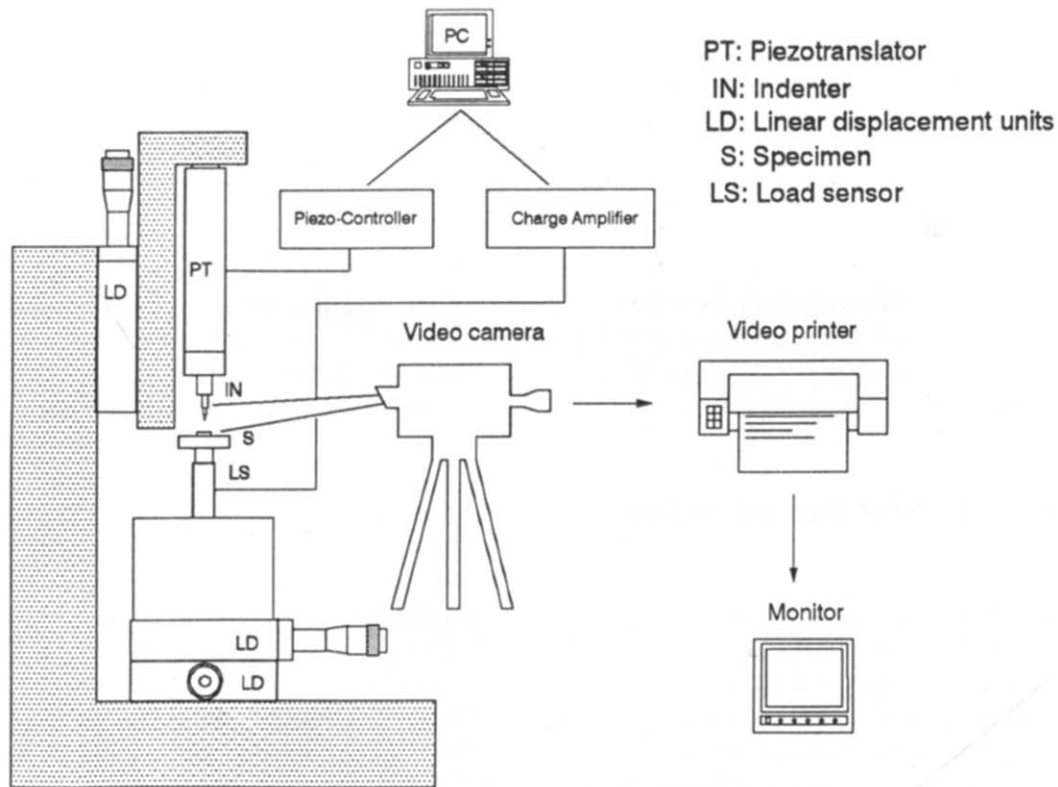 PC
PT: Piezotranslator
IN: Indenter
LD: Linear displacement units
S: Specimen
LS: Load sensor
Piezo-Controller
Charge Amplifier
PT
LD
Video camera
Video printer
IN
S
LS
Monitor
LD
LD